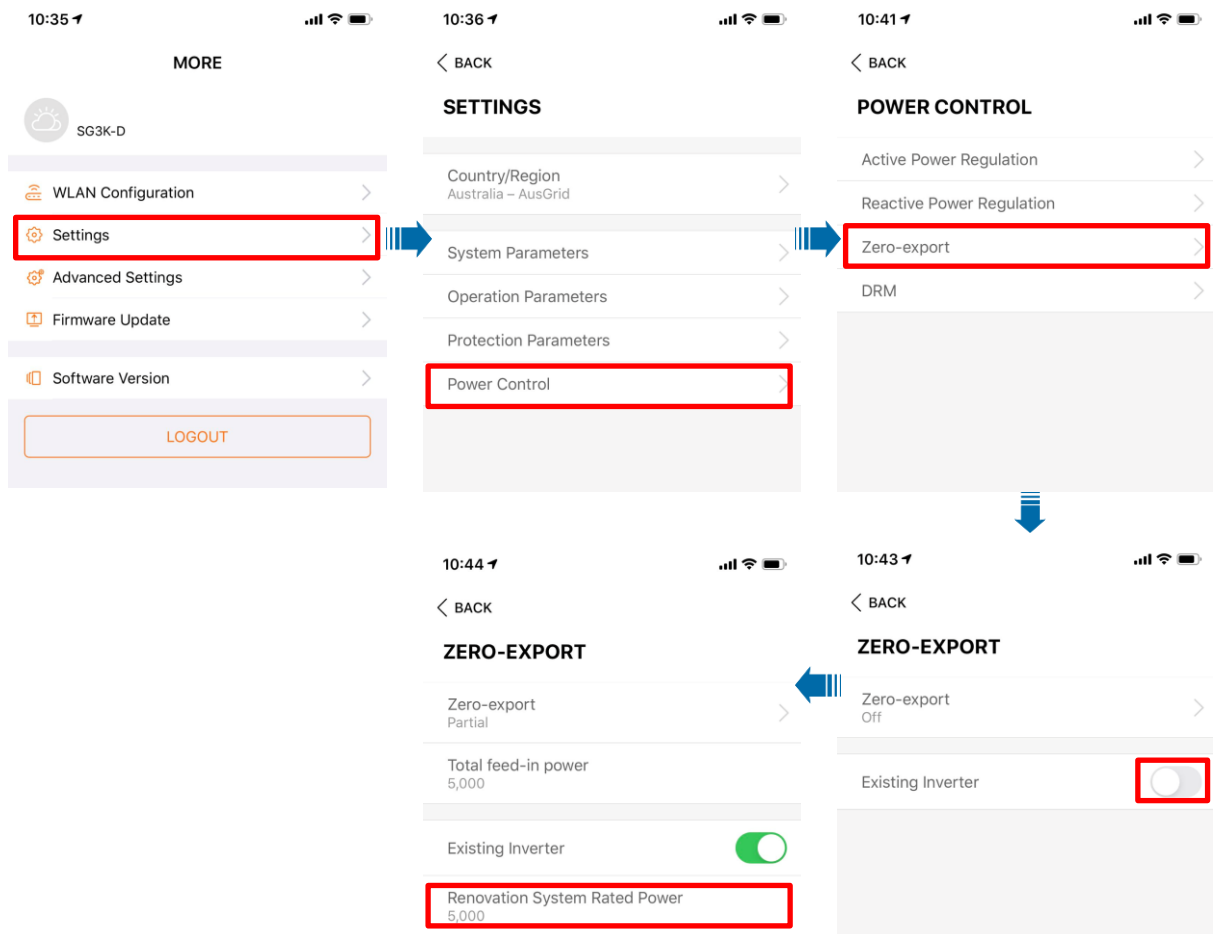 10:35
MORE
SG3K-D
WLAN Configuration
Settings
Advanced Settings
Firmware Update
Software Version
LOGOUT
10:36
BACK
SETTINGS
Country/Region
Australia – AusGrid
System Parameters
Operation Parameters
Protection Parameters
Power Control
10:41
BACK
POWER CONTROL
Active Power Regulation
Reactive Power Regulation
Zero-export
DRM
10:43
BACK
ZERO-EXPORT
Zero-export
Off
Existing Inverter
10:44
BACK
ZERO-EXPORT
Zero-export
Partial
Total feed-in power
5,000
Existing Inverter
Renovation System Rated Power
5,000